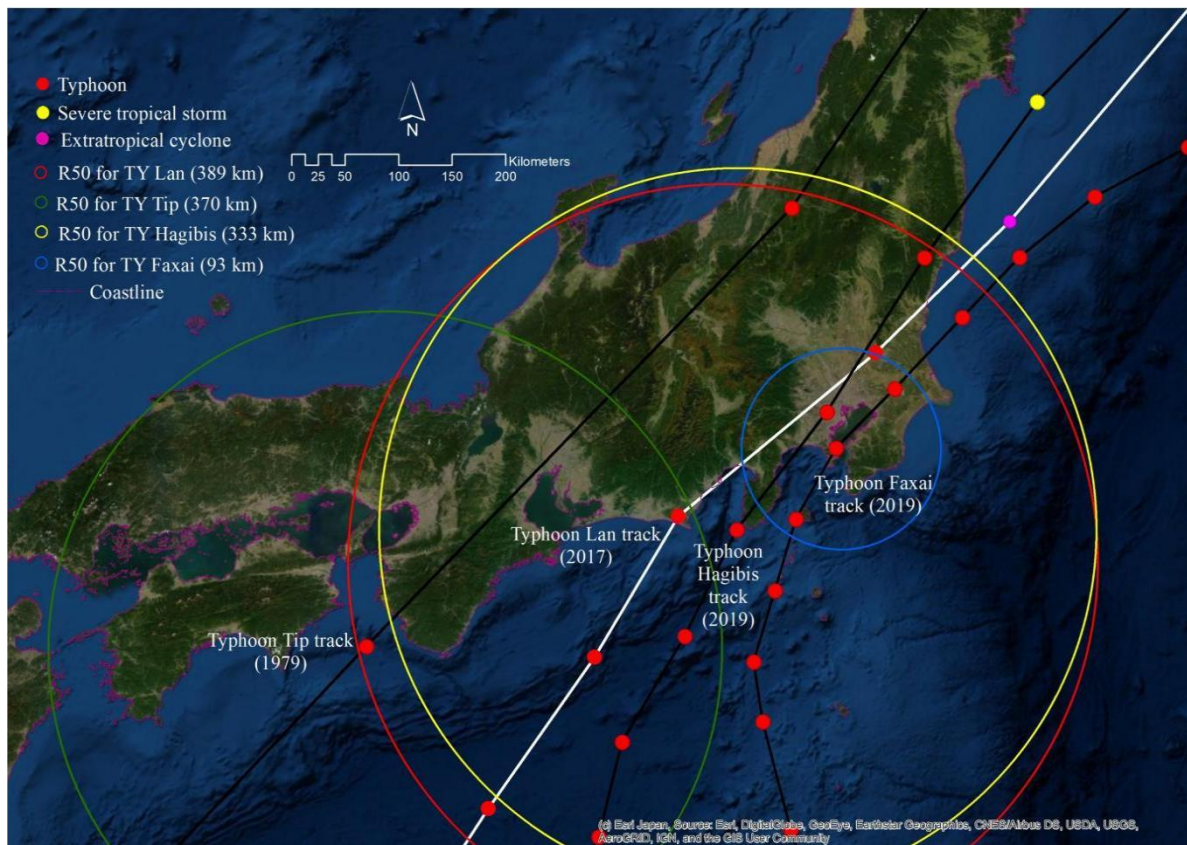 Typhoon
Severe tropical storm
Extratropical cyclone
R50 for TY Lan (389 km)
R50 for TY Tip (370 km)
R50 for TY Hagibis (333 km)
R50 for TY Faxai (93 km)
Coastline
N
Kilometers
0 25 50 100 150 200
Typhoon Faxai
track (2019)
Typhoon Lan track
(2017)
Typhoon
Hagibis
track
(2019)
Typhoon Tip track
(1979)
(c) Esri Japan, Source: Esri, DigitalGlobe, GeoEye, Earthstar Geographics, CNES/Airbus DS, USDA, USGS,
AeroGRID, IGN, and the GIS User Community